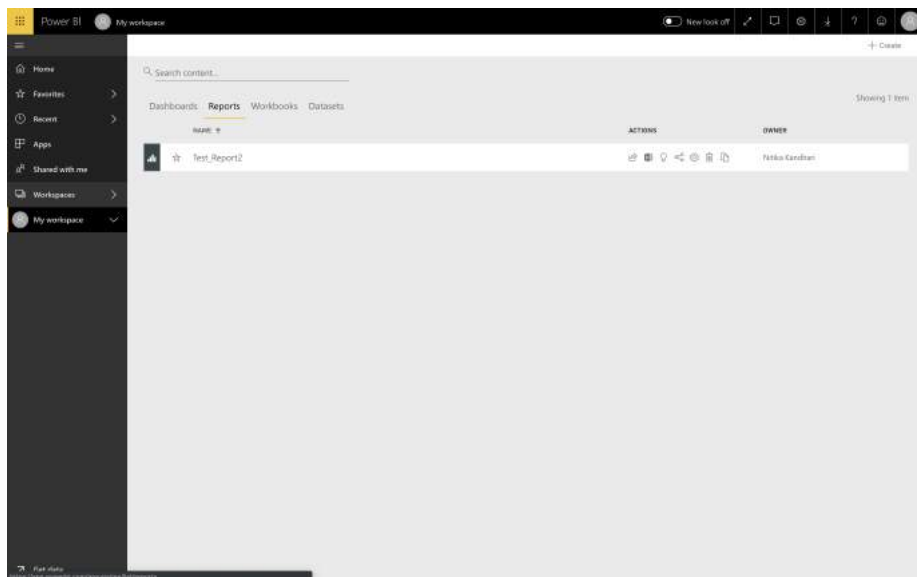 Power BI My workspace New look off ?
+ Create
Home
Search content...
Favorites
Showing 1 item
Dashboards Reports Workbooks Datasets
Recent
NAME ACTIONS OWNER
Apps
Test_Report2
Shared with me
Workspaces
My workspace
Get data